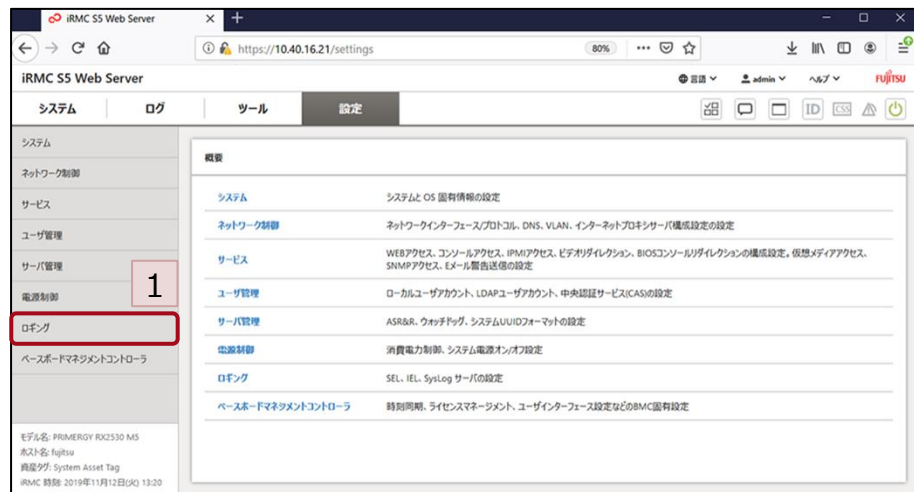 iRMC S5 Web Server
https://10.40.16.21/settings
80%
iRMC S5 Web Server
言語
admin
ヘルプ
FUJITSU
システム
ログ
ツール
設定
ID
CSS
システム
ネットワーク制御
サービス
ユーザ管理
サーバ管理
電源制御
1
ロギング
ベースボードマネジメントコントローラ
モデル名: PRIMERGY RX2530 M5
ホスト名: fujitsu
資産タグ: System Asset Tag
iRMC 時刻: 2019年11月12日(火) 13:20
概要
システム システムと OS 固有情報の設定
ネットワーク制御 ネットワークインターフェース/プロトコル、DNS、VLAN、インターネットプロキシサーバ構成設定の設定
サービス WEBアクセス、コンソールアクセス、IPMIアクセス、ビデオリダイレクション、BIOSコンソールリダイレクションの構成設定。仮想メディアアクセス、
SNMPアクセス、Eメール警告送信の設定
ユーザ管理 ローカルユーザアカウント、LDAPユーザアカウント、中央認証サービス(CAS)の設定
サーバ管理 ASR&R、ウォッチドッグ、システムUUIDフォーマットの設定
電源制御 消費電力制御、システム電源オン/オフ設定
ロギング SEL、IEL、SysLog サーバの設定
ベースボードマネジメントコントローラ 時刻同期、ライセンスマネージメント、ユーザインターフェース設定などのBMC固有設定